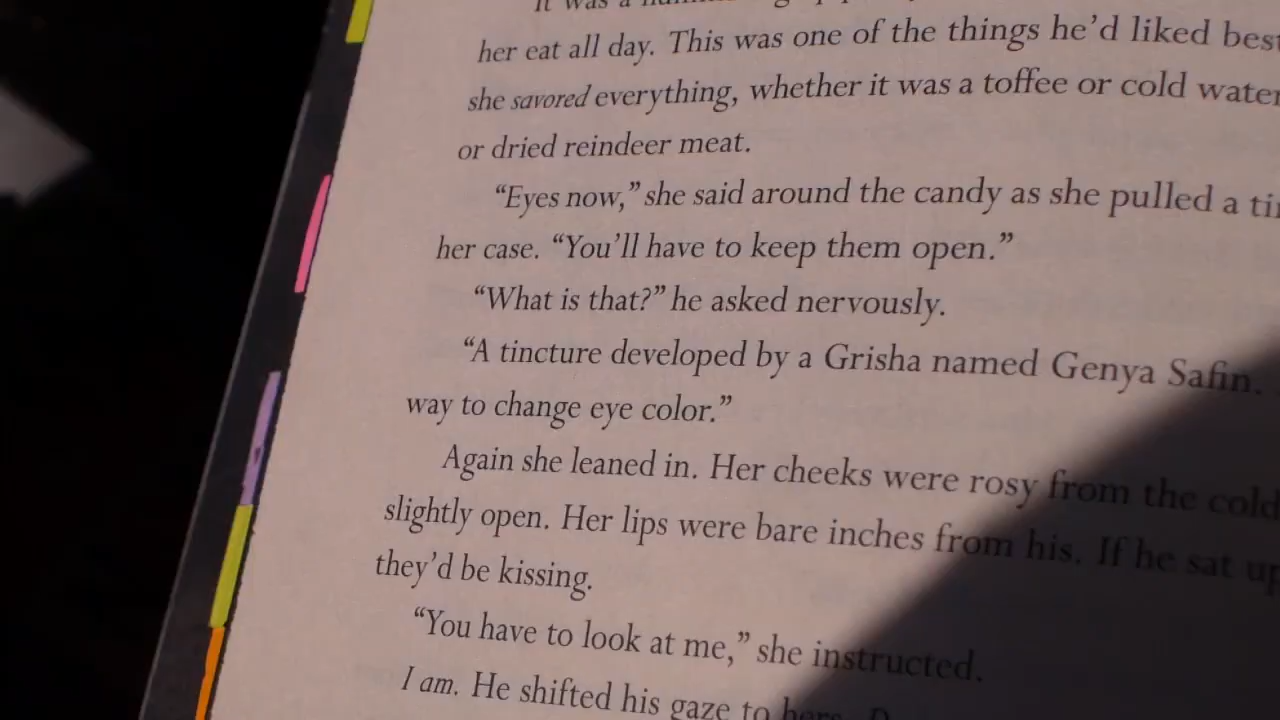 It was a
her eat all day. This was one of the things he'd liked best
she savored everything, whether it was a toffee or cold water
or dried reindeer meat.
“Eyes now,” she said around the candy as she pulled a
her case. “You'll have to keep them open.”
“What is that?” he asked nervously.
“A tincture developed by a Grisha named Genya Safin.
way to change eye color.”
Again she leaned in. Her cheeks were rosy from the cold
slightly open. Her lips were bare inches from his. If he sat up
they'd be kissing.
“You have to look at me,” she instructed.
I am. He shifted his gaze to hers.